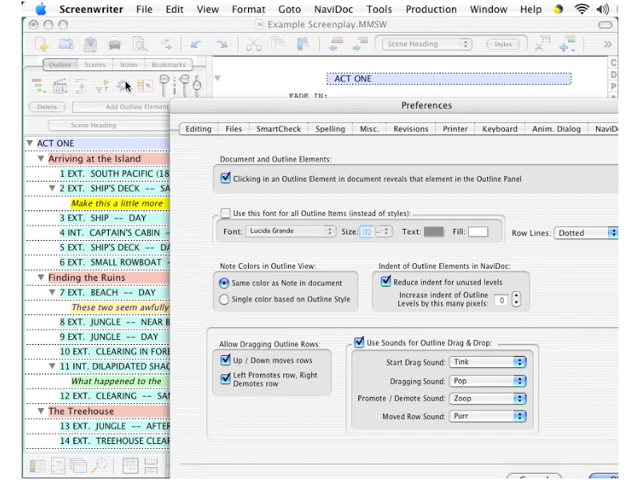 Screenwriter File Edit View Format Goto NaviDoc Tools Production Window Help
Example Screenplay.MMSW
Scene Heading Styles
Outline Scenes Notes Bookmarks
ACT ONE
FADE IN:
Delete Add Outline Element
Scene Heading
Preferences
Editing Files SmartCheck Spelling Misc. Revisions Printer Keyboard Anim. Dialog NaviD
ACT ONE
Arriving at the Island
1 EXT. SOUTH PACIFIC (18
2 EXT. SHIP'S DECK -- SA
Make this a little more
3 EXT. SHIP -- DAY
4 INT. CAPTAIN'S CABIN -
5 EXT. SHIP'S DECK -- DA
6 EXT. SMALL ROWBOAT -
Finding the Ruins
7 EXT. BEACH -- DAY
These two seem awfully
8 EXT. JUNGLE -- NEAR B
9 EXT. JUNGLE -- DAY
10 EXT. CLEARING IN FORE
11 INT. DILAPIDATED SHAC
What happened to the
12 EXT. CLEARING -- SAM
The Treehouse
13 EXT. JUNGLE -- AFTER
14 EXT. TREEHOUSE CLEAR
Document and Outline Elements:
Clicking in an Outline Element in document reveals that element in the Outline Panel
Use this font for all Outline Items (instead of styles):
Font: Lucida Grande Size: 12 Text: Fill: Row Lines: Dotted
Note Colors in Outline View:
Same color as Note in document
Single color based on Outline Style
Indent of Outline Elements in NaviDoc:
Reduce indent for unused levels
Increase indent of Outline
Levels by this many pixels: 0
Allow Dragging Outline Rows:
Up / Down moves rows
Left Promotes row, Right
Demotes row
Use Sounds for Outline Drag & Drop:
Start Drag Sound: Tink
Dragging Sound: Pop
Promote / Demote Sound: Zoop
Moved Row Sound: Purr